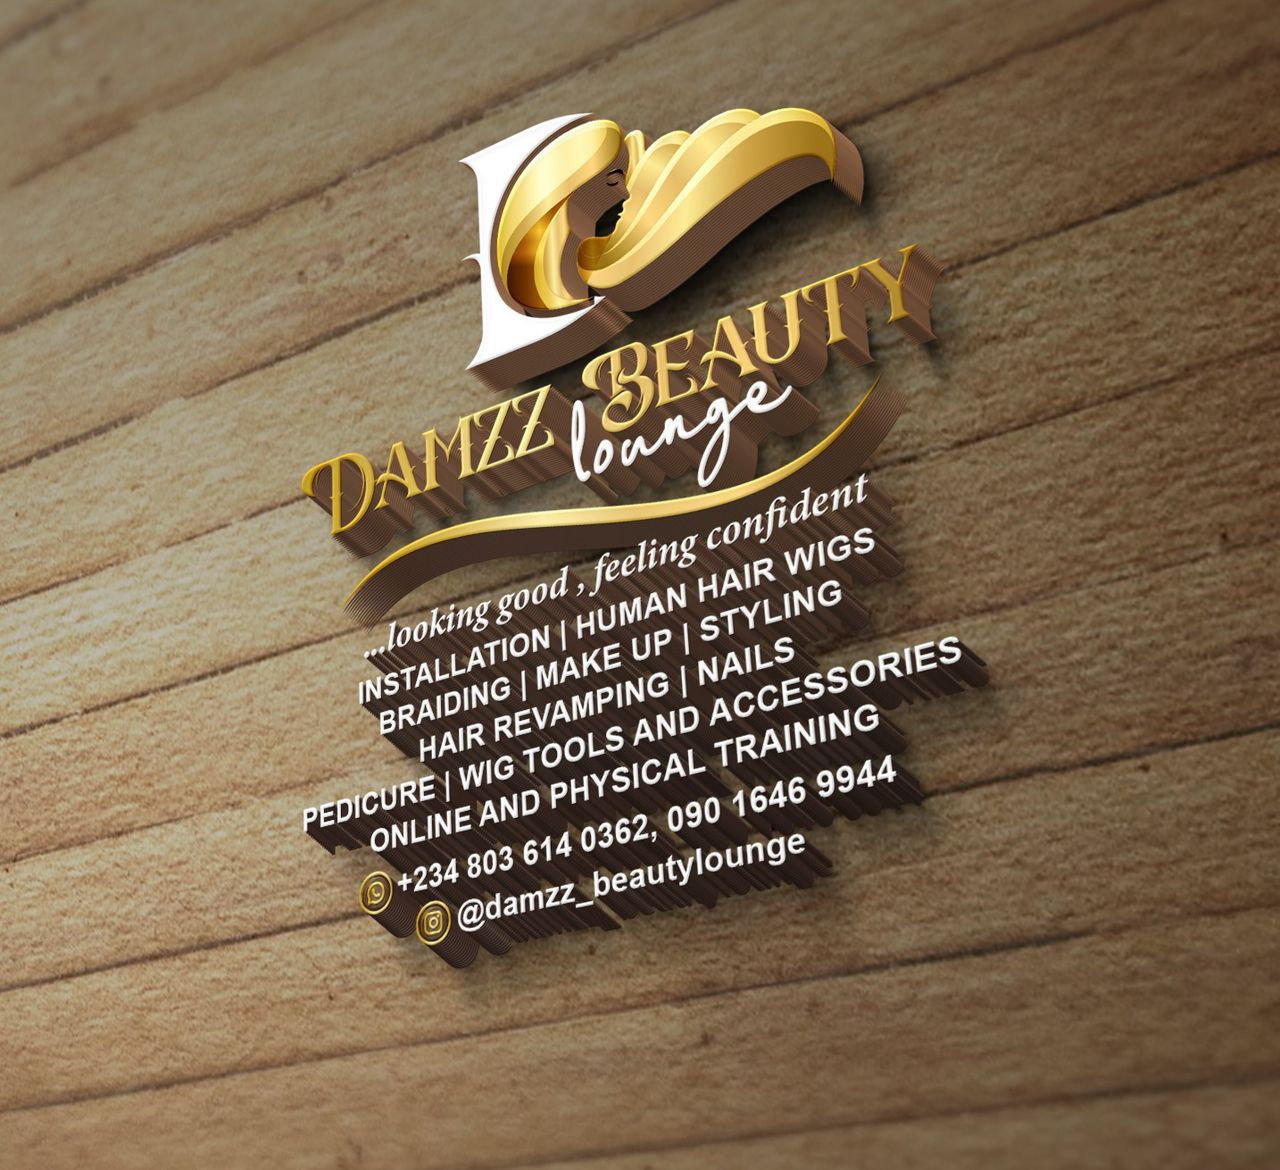 DAMZZ BEAUTY
lounge
...looking good , feeling confident
INSTALLATION | HUMAN HAIR WIGS
BRAIDING | MAKE UP | STYLING
HAIR REVAMPING | NAILS
PEDICURE | WIG TOOLS AND ACCESSORIES
ONLINE AND PHYSICAL TRAINING
+234 803 614 0362, 090 1646 9944
@damzz_beautylounge